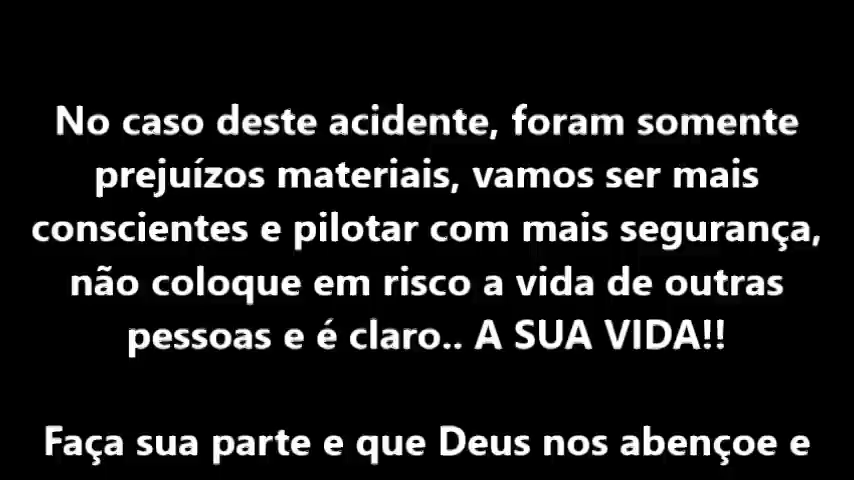 No caso deste acidente, foram somente
prejuízos materiais, vamos ser mais
conscientes e pilotar com mais segurança,
não coloque em risco a vida de outras
pessoas e é claro.. A SUA VIDA!!
Faça sua parte e que Deus nos abençoe e